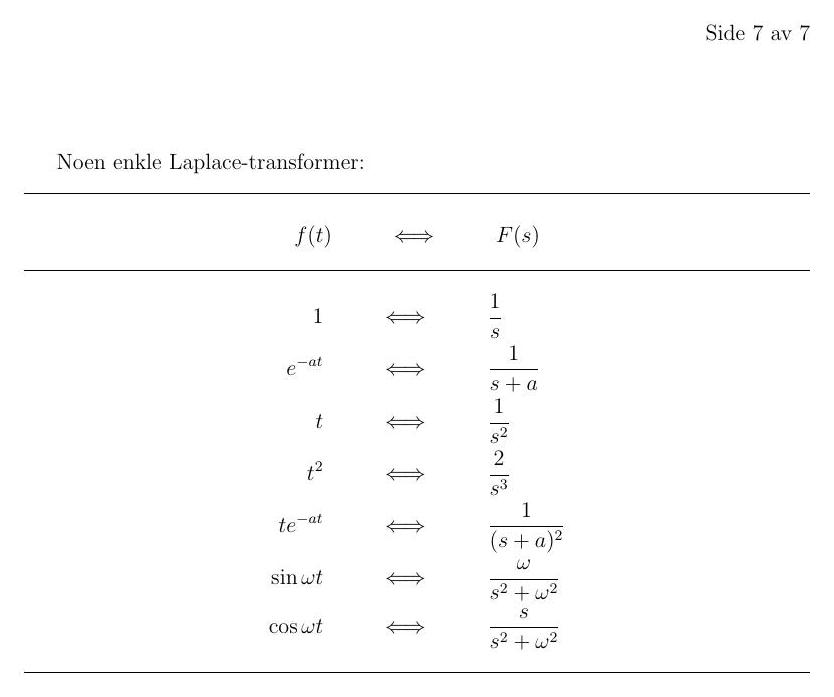 Side 7 av 7
Noen enkle Laplace-transformer:
f(t) ⟺ F(s)
1 ⟺ 1/s
e^{-at} ⟺ 1/(s + a)
t ⟺ 1/s^2
t^2 ⟺ 2/s^3
te^{-at} ⟺ 1/(s + a)^2
sin ωt ⟺ ω/(s^2 + ω^2)
cos ωt ⟺ s/(s^2 + ω^2)